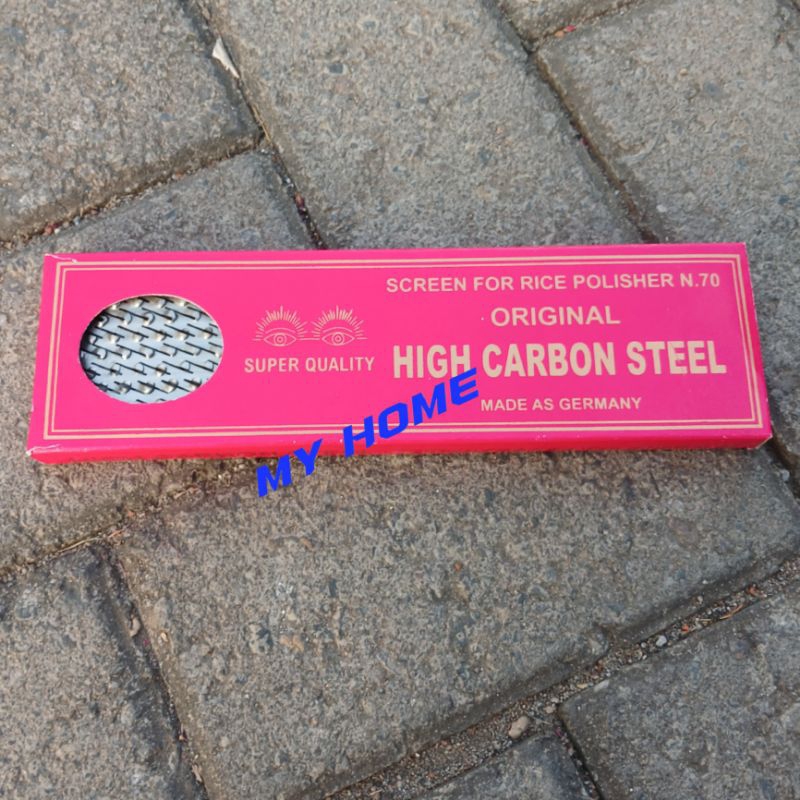 SCREEN FOR RICE POLISHER N.70
ORIGINAL
SUPER QUALITY
HIGH CARBON STEEL
MADE AS GERMANY
MY HOME